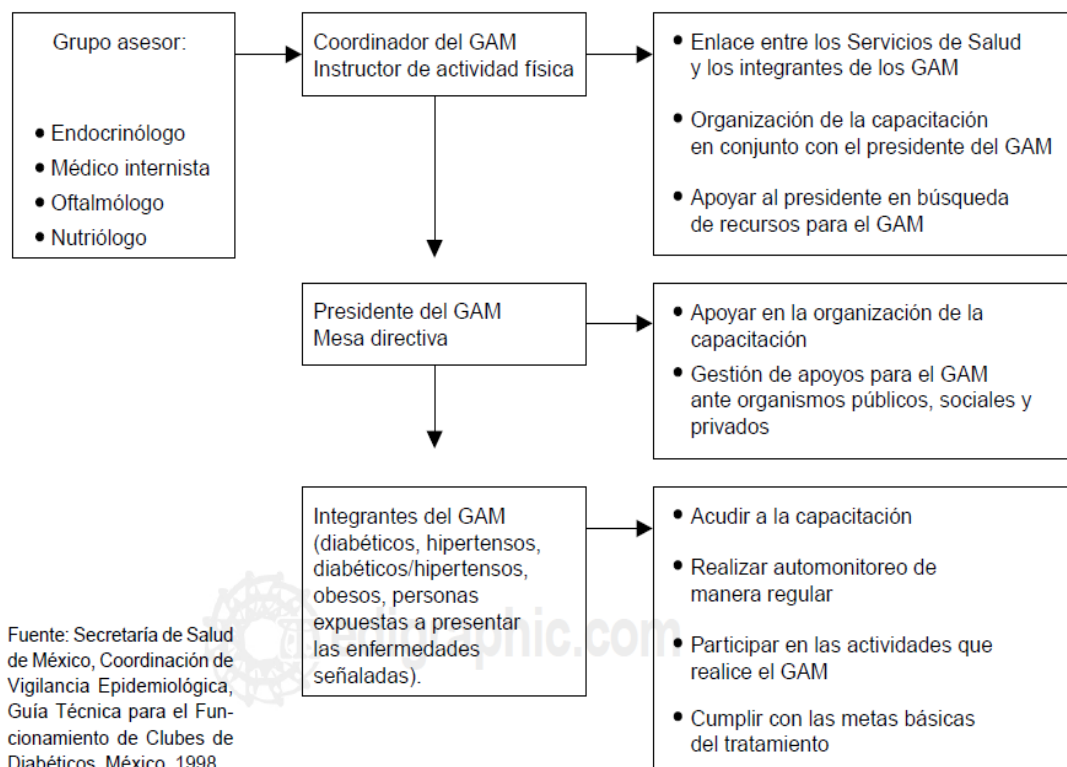 Grupo asesor:
• Endocrinólogo
• Médico internista
• Oftalmólogo
• Nutriólogo
Coordinador del GAM
Instructor de actividad física
• Enlace entre los Servicios de Salud
y los integrantes de los GAM
• Organización de la capacitación
en conjunto con el presidente del GAM
• Apoyar al presidente en búsqueda
de recursos para el GAM
Presidente del GAM
Mesa directiva
• Apoyar en la organización de la
capacitación
• Gestión de apoyos para el GAM
ante organismos públicos, sociales y
privados
Integrantes del GAM
(diabéticos, hipertensos,
diabéticos/hipertensos,
obesos, personas
expuestas a presentar
las enfermedades
señaladas).
• Acudir a la capacitación
• Realizar automonitoreo de
manera regular
• Participar en las actividades que
realice el GAM
• Cumplir con las metas básicas
del tratamiento
Fuente: Secretaría de Salud
de México, Coordinación de
Vigilancia Epidemiológica,
Guía Técnica para el Fun-
cionamiento de Clubes de
Diabéticos, México, 1998
edigraphic.com